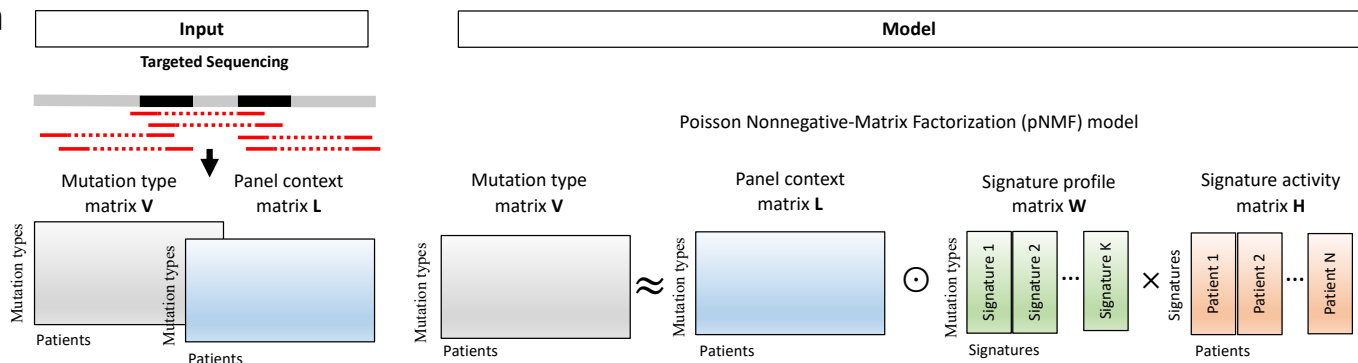 Input
Model
Targeted Sequencing
Poisson Nonnegative-Matrix Factorization (pNMF) model
Mutation type
matrix V
Panel context
matrix L
Mutation type
matrix V
Panel context
matrix L
Signature profile
matrix W
Signature activity
matrix H
Mutation types
Patients
Mutation types
Patients
Mutation types
Patients
≈
Mutation types
Patients
⊙
Mutation types
Signature 1
Signature 2
...
Signature K
Signatures
×
Signatures
Patient 1
Patient 2
...
Patient N
Patients